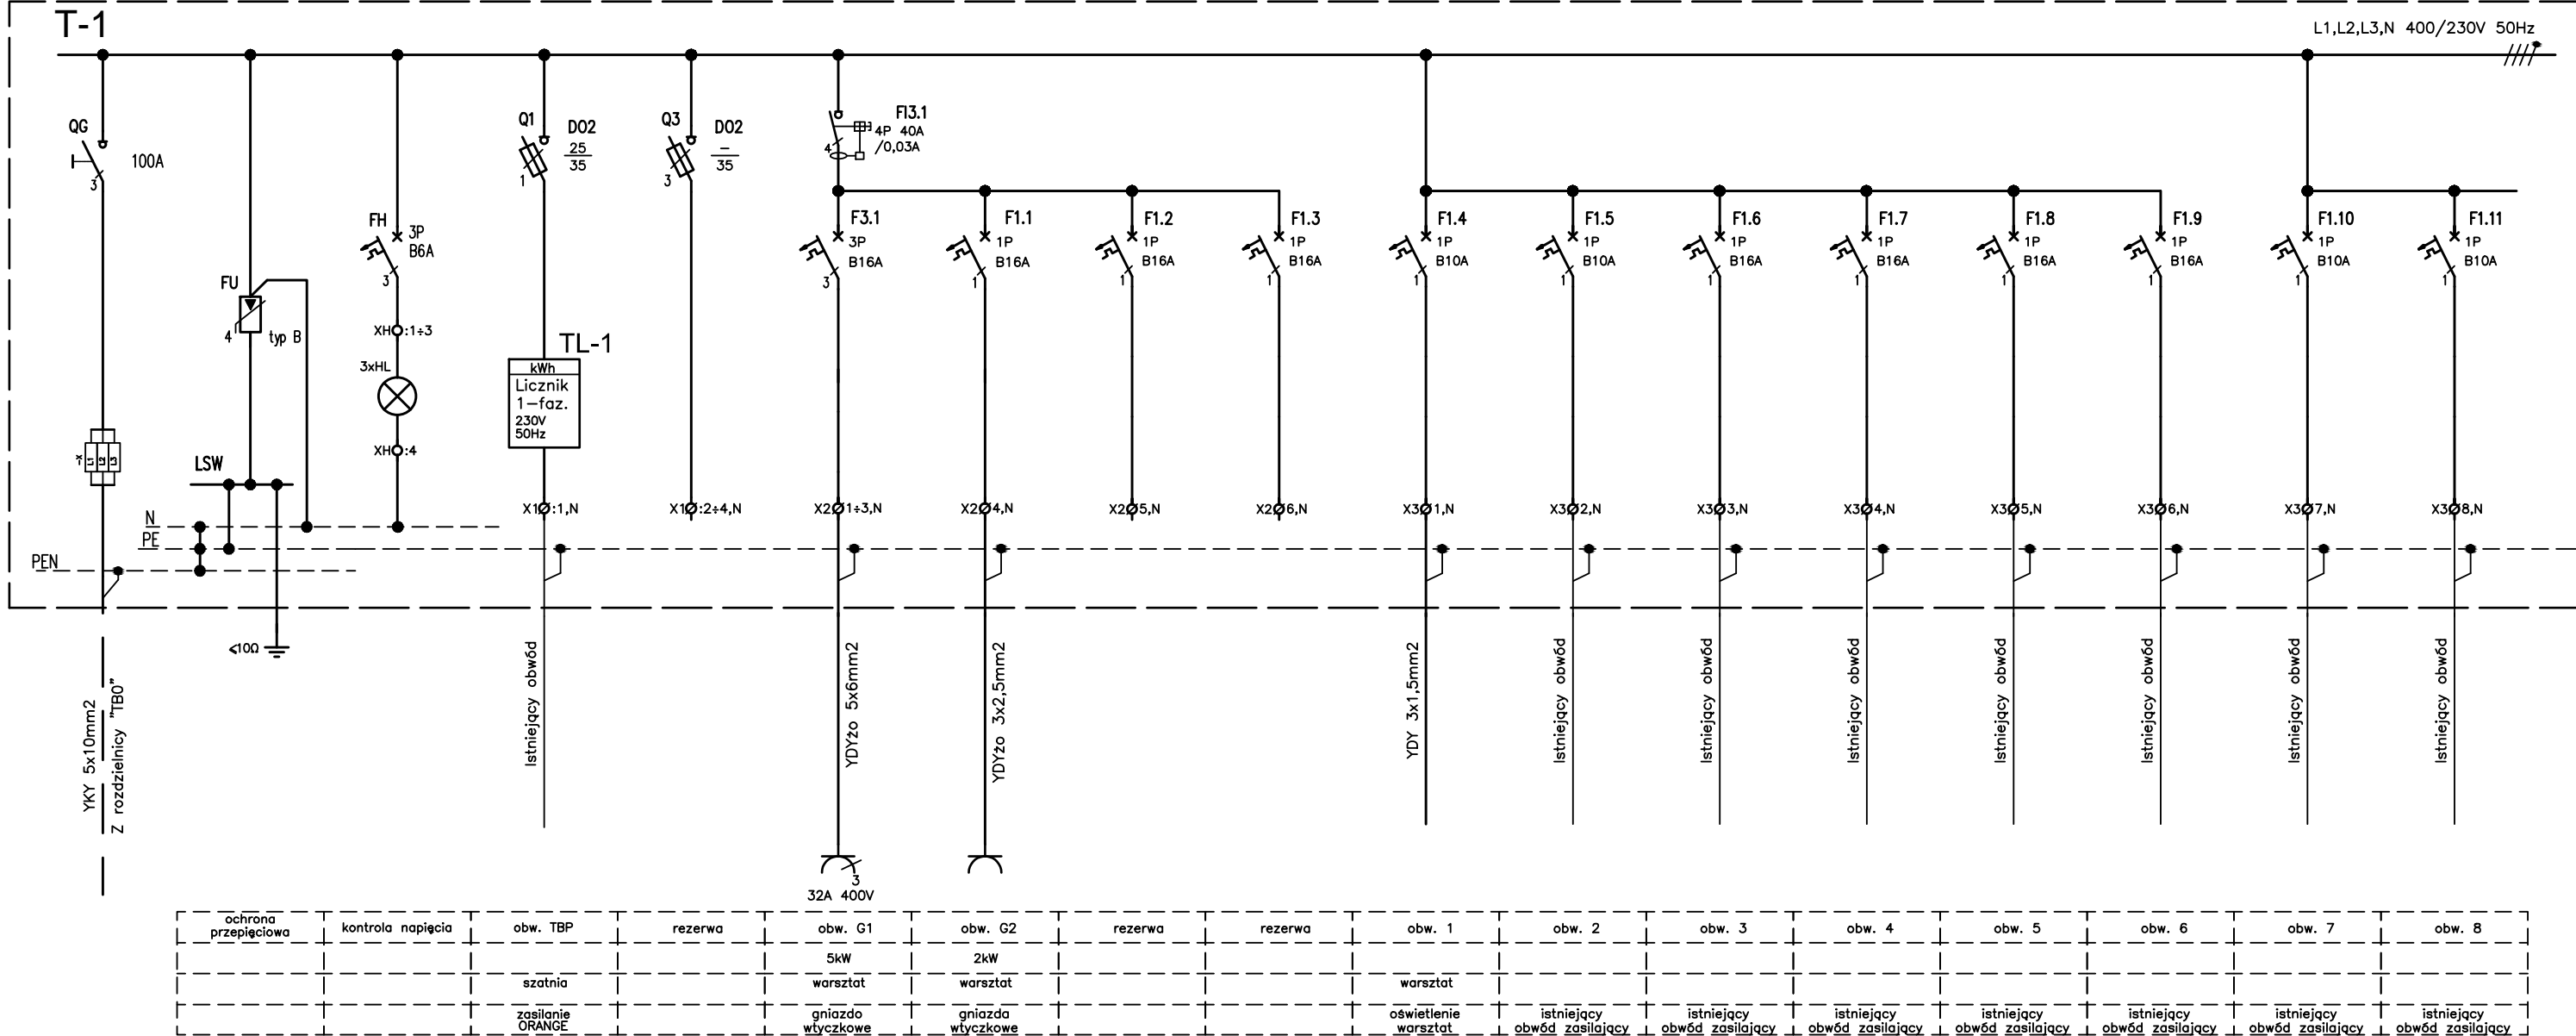 T-1
L1,L2,L3,N 400/230V 50Hz
QG
100A
3
-X
L1 L2 L3
FU
4
typ B
LSW
N
PE
PEN
⩽10Ω
YKY 5x10mm2
Z rozdzielnicy "TBO"
FH
3P
B6A
3
XH :1÷3
3xHL
XH :4
Q1
DO2
25
35
1
TL-1
kWh
Licznik
1-faz.
230V
50Hz
X1 :1,N
Istniejący obwód
Q3
DO2
–
35
3
X1 :2÷4,N
FI3.1
4P 40A
/0,03A
4
F3.1
3P
B16A
3
X2 1÷3,N
YDYżo 5x6mm2
3
32A 400V
F1.1
1P
B16A
1
X2 4,N
YDYżo 3x2,5mm2
F1.2
1P
B16A
1
X2 5,N
F1.3
1P
B16A
1
X2 6,N
F1.4
1P
B10A
1
X3 1,N
YDY 3x1,5mm2
F1.5
1P
B10A
1
X3 2,N
Istniejący obwód
F1.6
1P
B16A
1
X3 3,N
Istniejący obwód
F1.7
1P
B16A
1
X3 4,N
Istniejący obwód
F1.8
1P
B16A
1
X3 5,N
Istniejący obwód
F1.9
1P
B16A
1
X3 6,N
Istniejący obwód
F1.10
1P
B10A
1
X3 7,N
Istniejący obwód
F1.11
1P
B10A
1
X3 8,N
Istniejący obwód
ochrona
przepięciowa
kontrola napięcia
obw. TBP
rezerwa
obw. G1
obw. G2
rezerwa
rezerwa
obw. 1
obw. 2
obw. 3
obw. 4
obw. 5
obw. 6
obw. 7
obw. 8
5kW
2kW
szatnia
warsztat
warsztat
warsztat
zasilanie
ORANGE
gniazdo
wtyczkowe
gniazda
wtyczkowe
oświetlenie
warsztat
istniejący
obwód zasilający
istniejący
obwód zasilający
istniejący
obwód zasilający
istniejący
obwód zasilający
istniejący
obwód zasilający
istniejący
obwód zasilający
istniejący
obwód zasilający